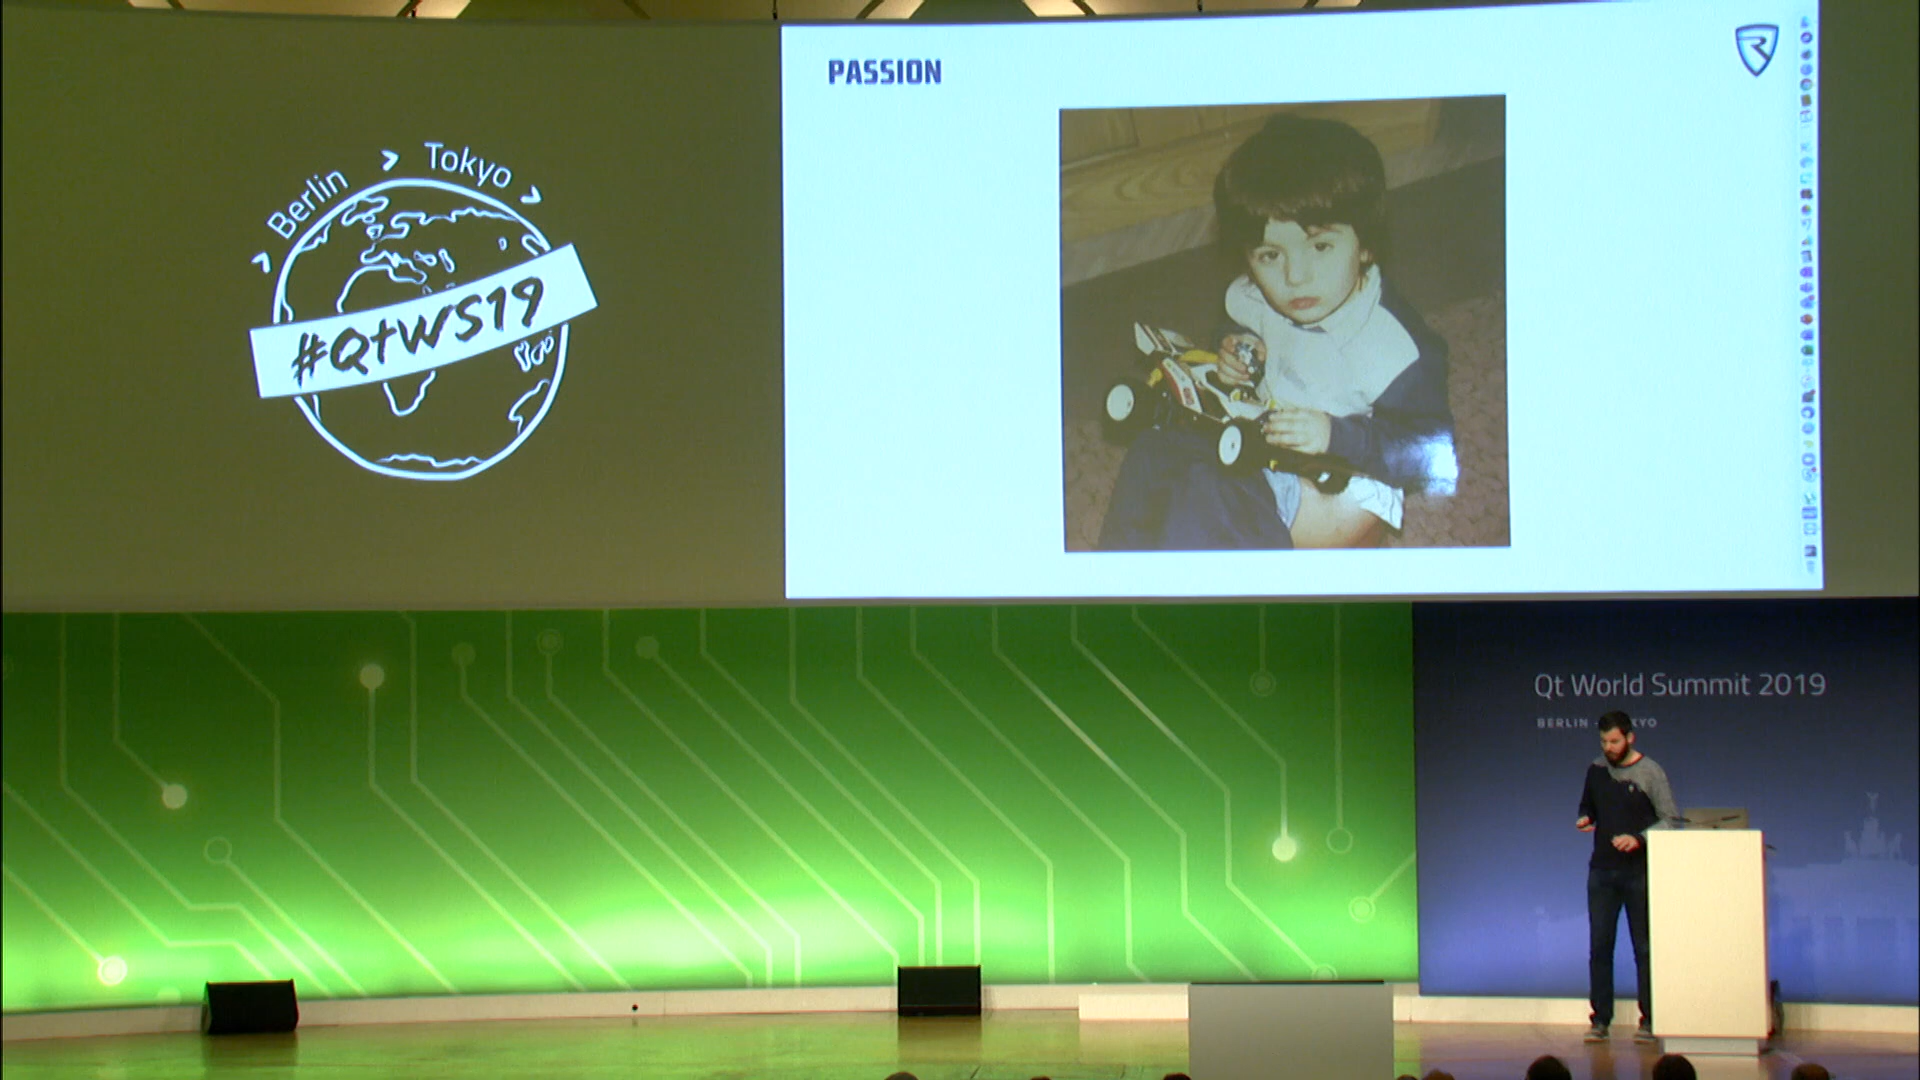 PASSION
Berlin > Tokyo >
#QtWS19
Qt World Summit 2019
BERLIN